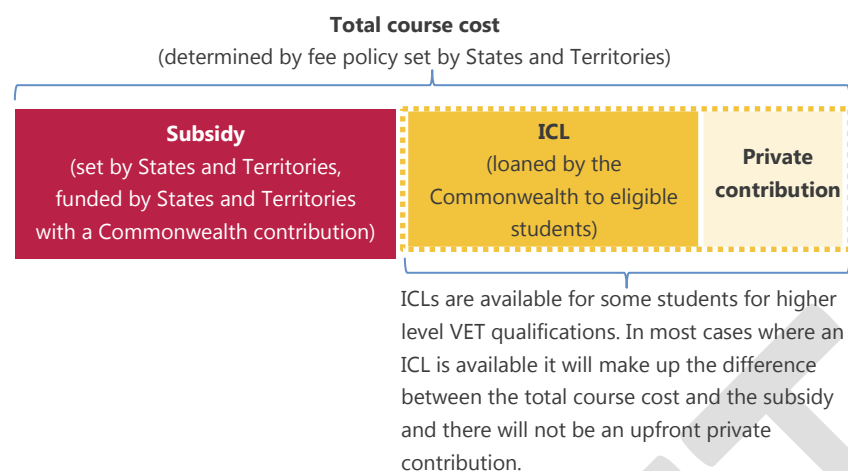 Total course cost
(determined by fee policy set by States and Territories)
Subsidy
(set by States and Territories,
funded by States and Territories
with a Commonwealth contribution)
ICL
(loaned by the
Commonwealth to eligible
students)
Private
contribution
ICLs are available for some students for higher
level VET qualifications. In most cases where an
ICL is available it will make up the difference
between the total course cost and the subsidy
and there will not be an upfront private
contribution.